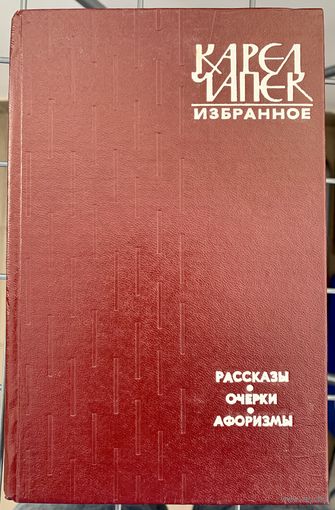 КАРЕЛ
ЧАПЕК
ИЗБРАННОЕ
РАССКАЗЫ
•
ОЧЕРКИ
•
АФОРИЗМЫ